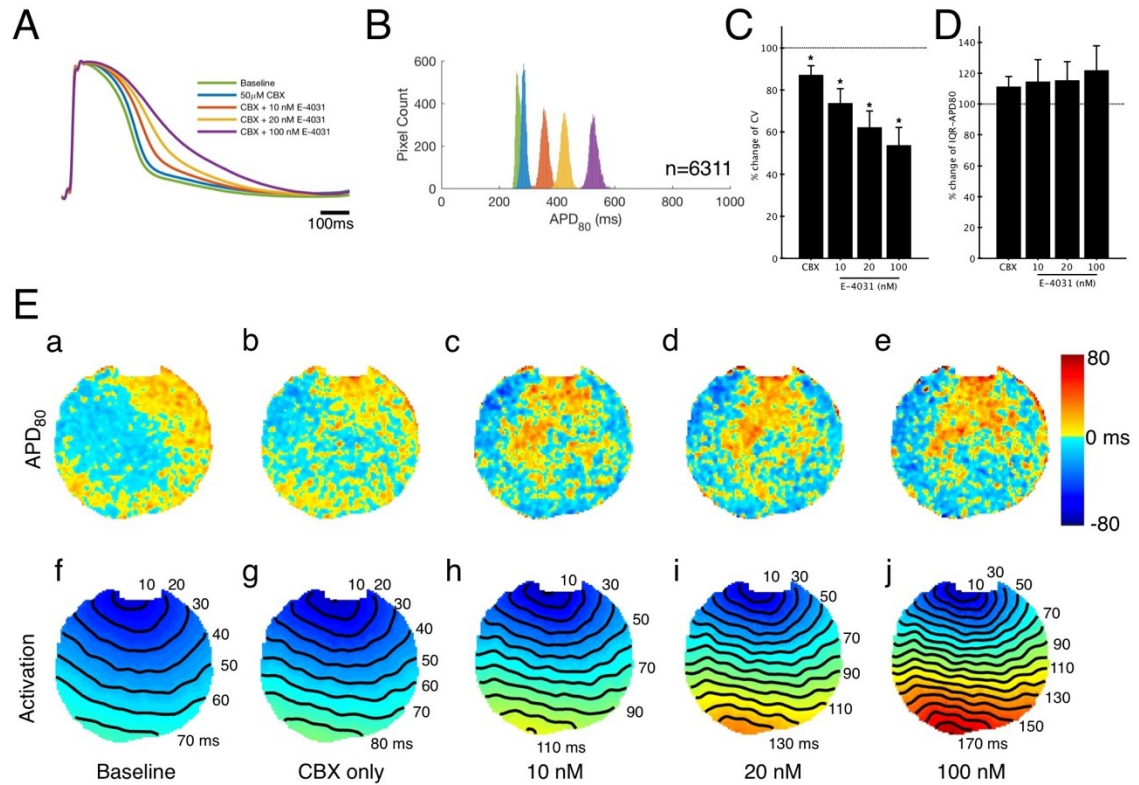 A
Baseline
50µM CBX
CBX + 10 nM E-4031
CBX + 20 nM E-4031
CBX + 100 nM E-4031
100ms
B
Pixel Count
600
400
200
0
0 200 400 600 800 1000
APD80 (ms)
n=6311
C
% change of CV
100
80
60
40
20
0
* * * *
CBX 10 20 100
E-4031 (nM)
D
% change of IQR-APD80
140
120
100
80
60
40
20
0
CBX 10 20 100
E-4031 (nM)
E
a b c d e
APD80
80
0 ms
-80
f g h i j
Activation
10 20
30
40
50
60
70 ms
10 20
30
40
50
60
70
80 ms
10 30
50
70
90
110 ms
10 30
50
70
90
110
130 ms
10 30 50
70
90
110
130
150
170 ms
Baseline CBX only 10 nM 20 nM 100 nM